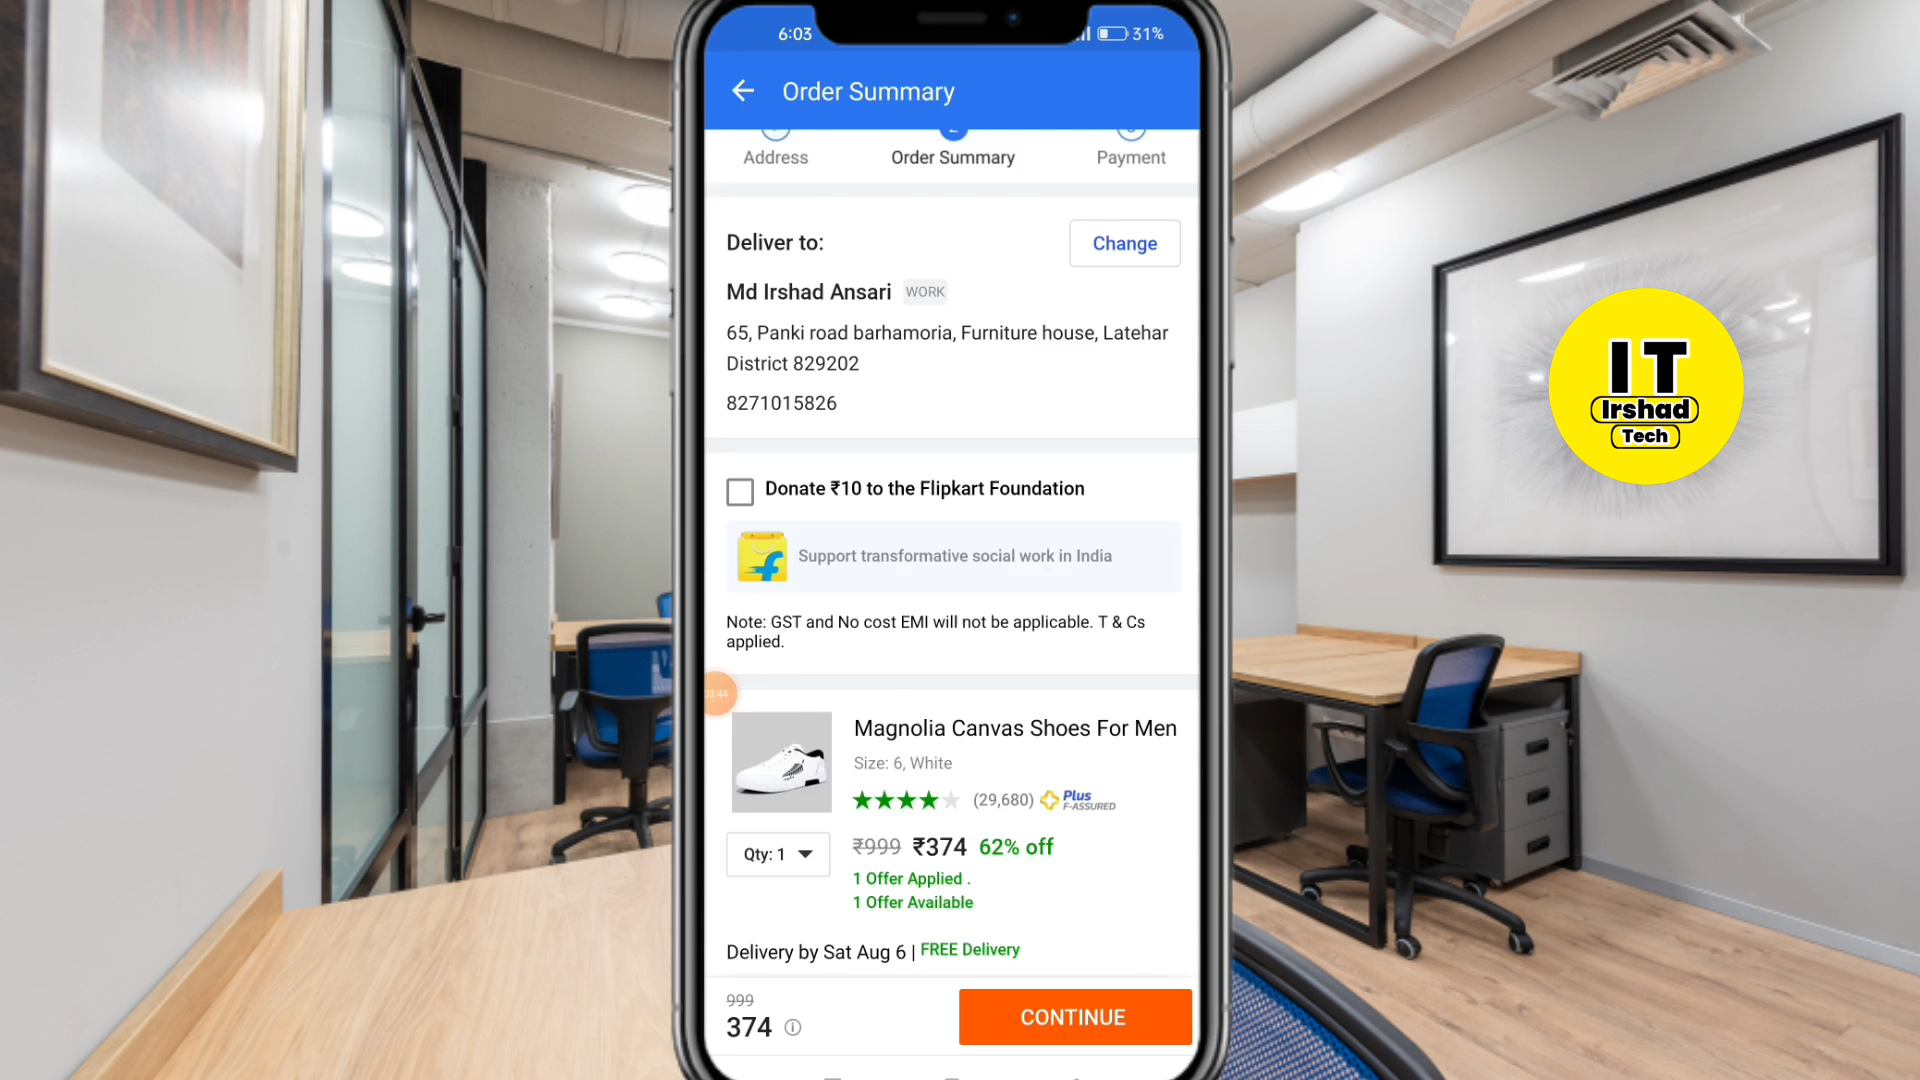 6:03
31%
Order Summary
Address
Order Summary
Payment
Deliver to:
Change
Md Irshad Ansari WORK
65, Panki road barhamoria, Furniture house, Latehar
District 829202
8271015826
Donate ₹10 to the Flipkart Foundation
Support transformative social work in India
Note: GST and No cost EMI will not be applicable. T & Cs
applied.
03:44
Magnolia Canvas Shoes For Men
Size: 6, White
(29,680) Plus
F-ASSURED
Qty: 1
₹999 ₹374 62% off
1 Offer Applied .
1 Offer Available
Delivery by Sat Aug 6 | FREE Delivery
999
374
CONTINUE
IT
Irshad
Tech